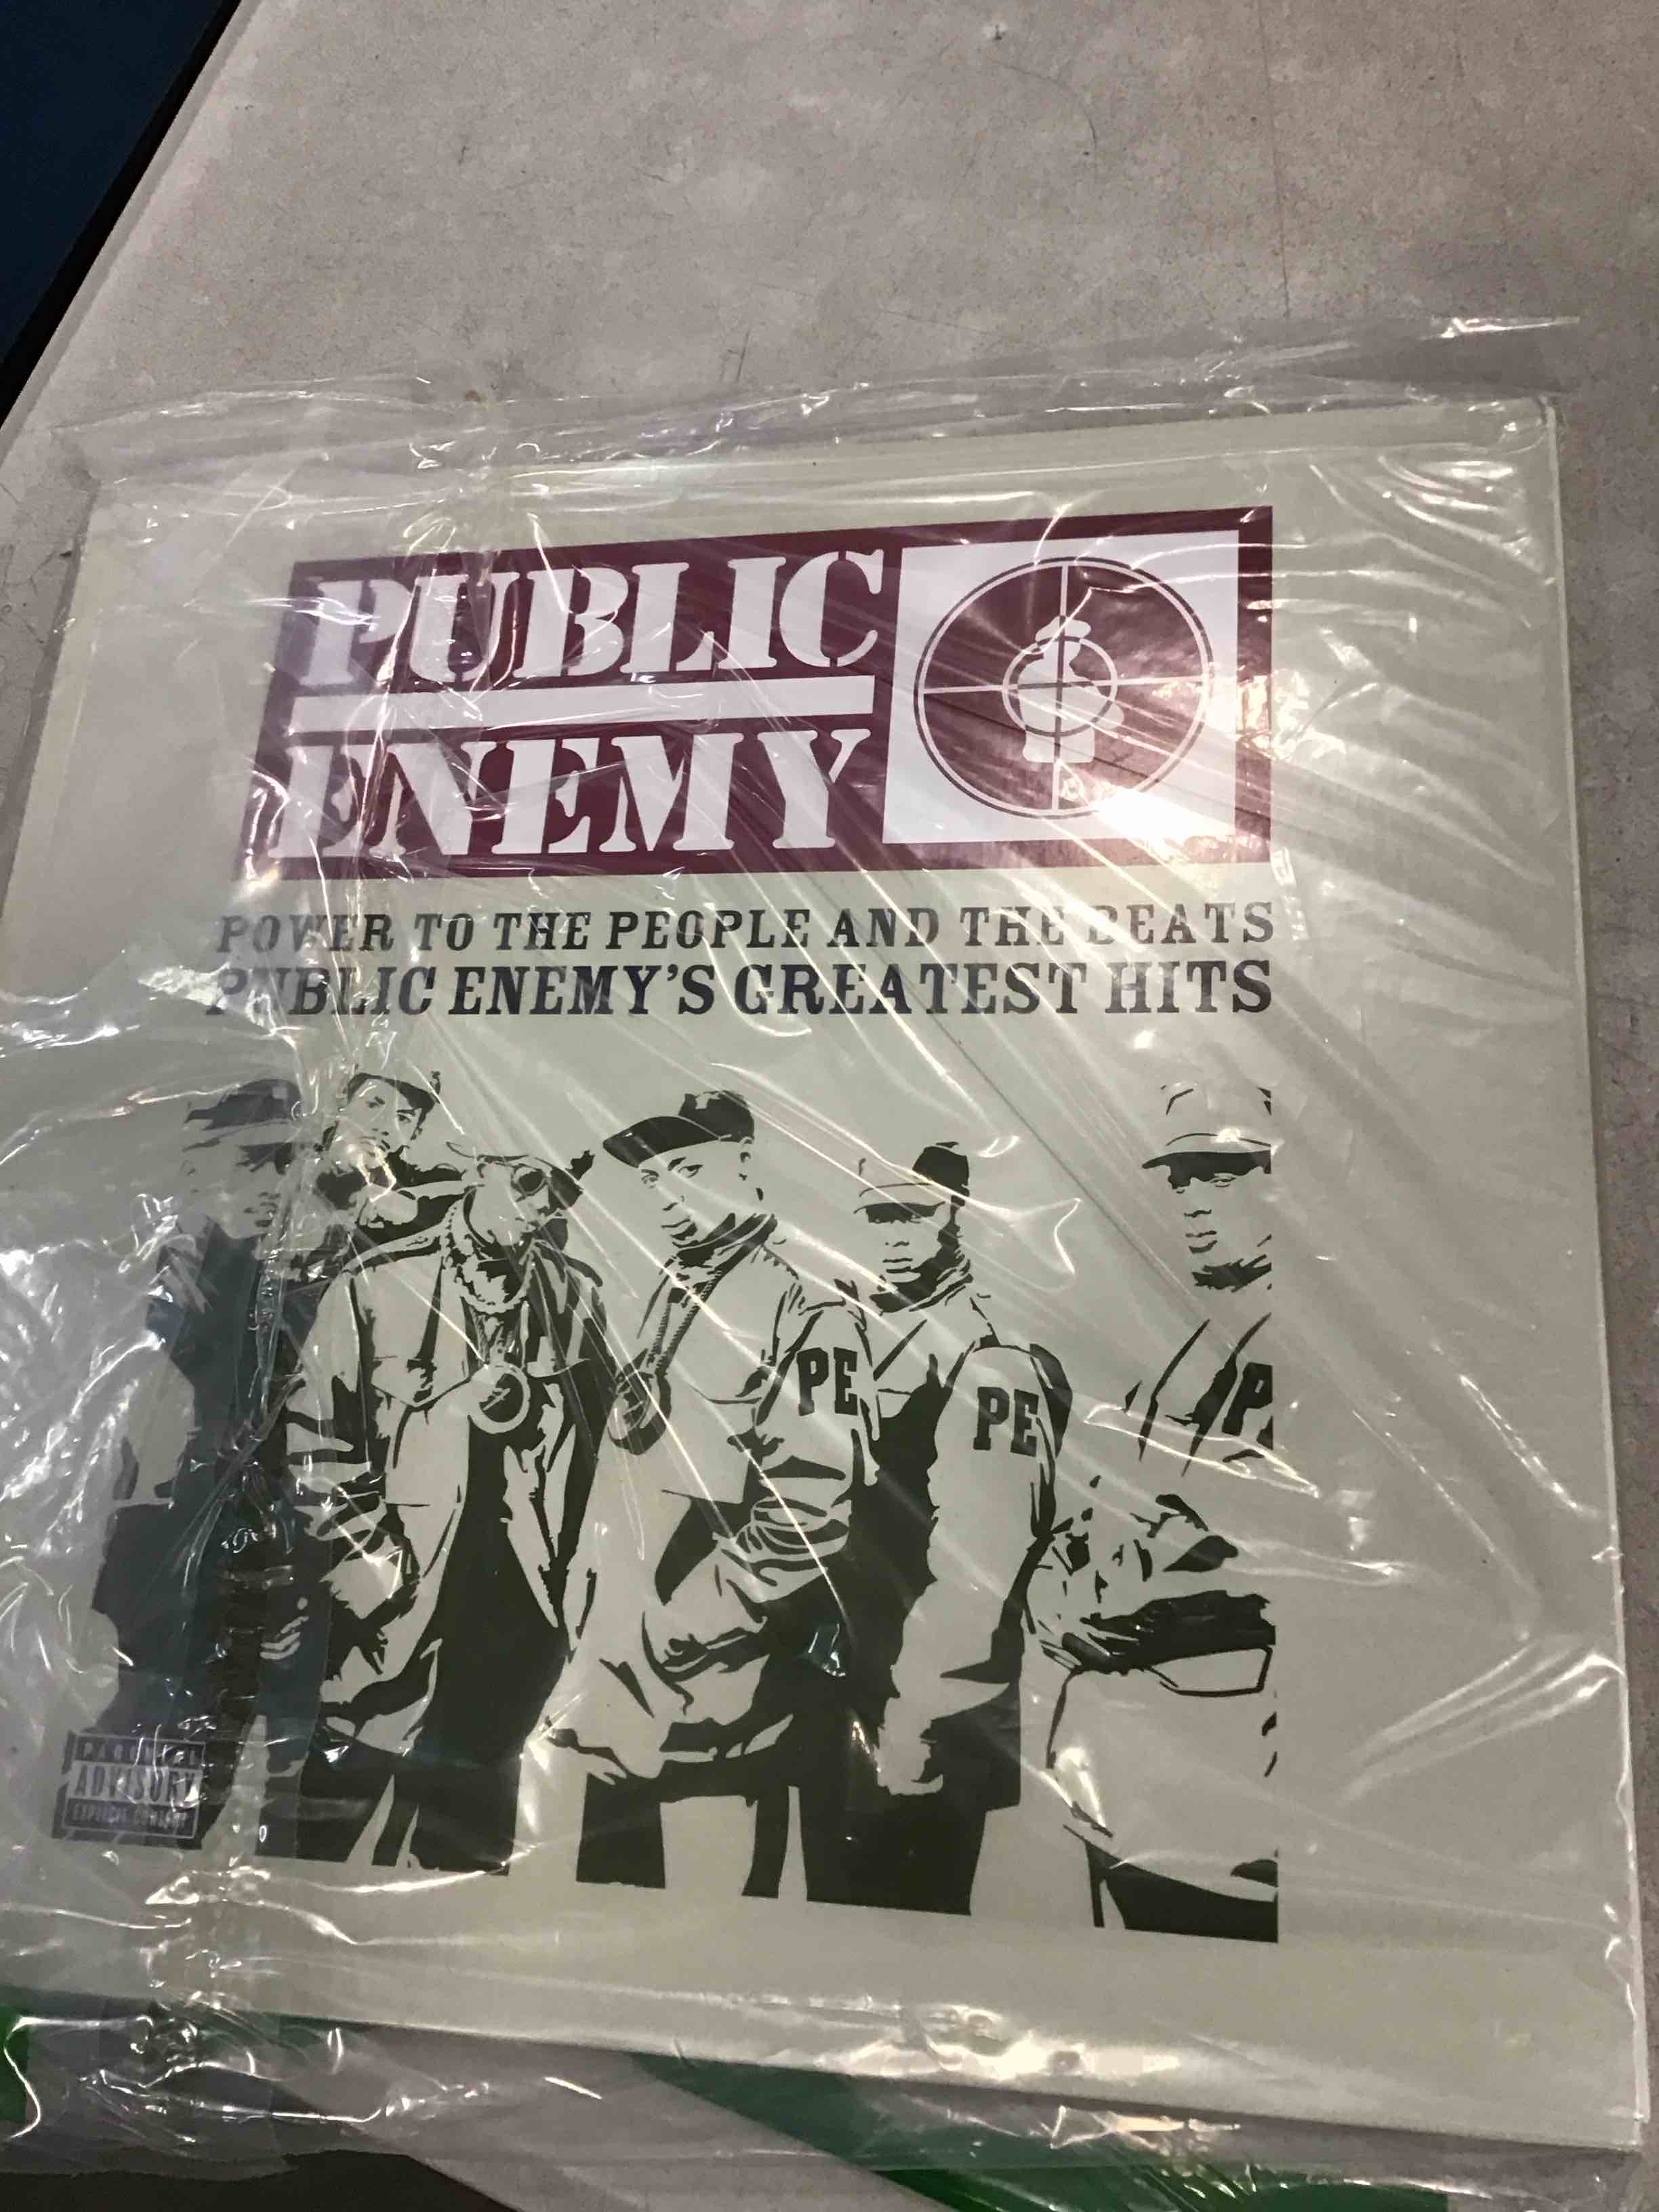 PUBLIC
ENEMY
POWER TO THE PEOPLE AND THE BEATS
PUBLIC ENEMY'S GREATEST HITS
PE
PE
P
PARENTAL
ADVISORY
EXPLICIT CONTENT